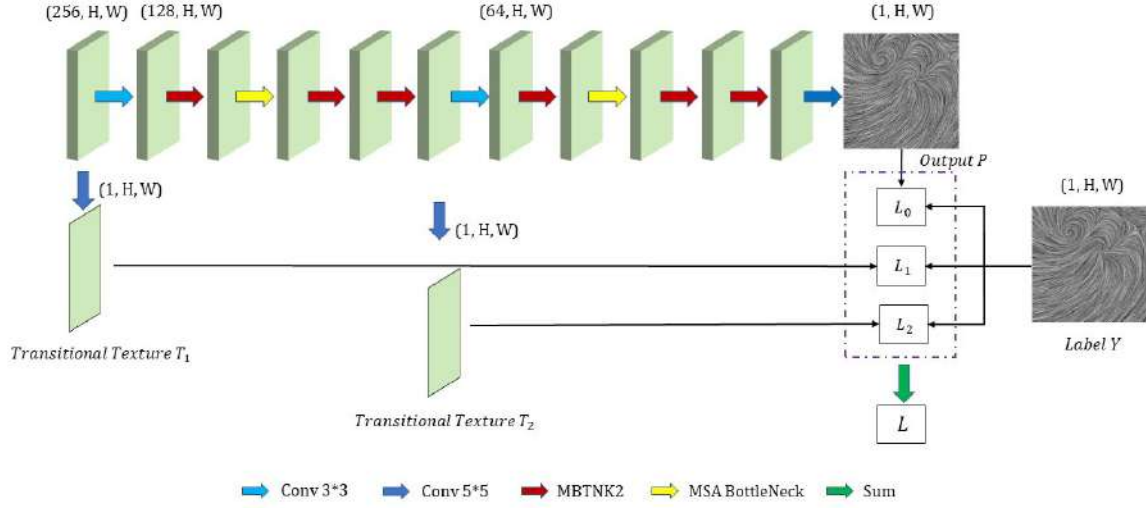 (256, H, W)
(128, H, W)
(64, H, W)
(1, H, W)
Output P
(1, H, W)
(1, H, W)
(1, H, W)
L₀
L₁
L₂
Transitional Texture T₁
Label Y
Transitional Texture T₂
L
Conv 3*3
Conv 5*5
MBTNK2
MSA BottleNeck
Sum